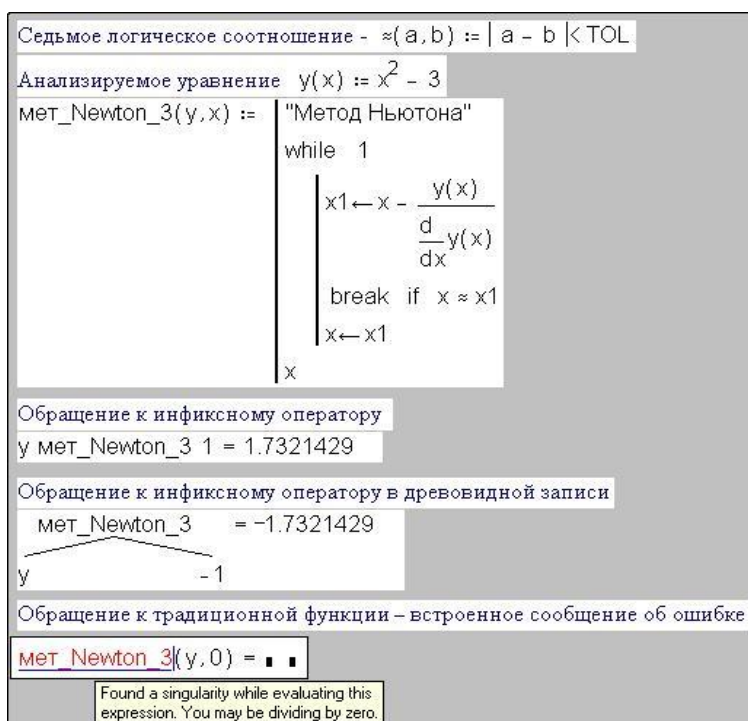 Седьмое логическое соотношение - ≈(a,b) := | a - b |< TOL
Анализируемое уравнение y(x) := x² - 3
мет_Newton_3(y,x) := "Метод Ньютона"
while 1
x1 ← x - y(x)
d
dx y(x)
break if x ≈ x1
x ← x1
x
Обращение к инфиксному оператору
y мет_Newton_3 1 = 1.7321429
Обращение к инфиксному оператору в древовидной записи
мет_Newton_3 = -1.7321429
y -1
Обращение к традиционной функции – встроенное сообщение об ошибке
мет_Newton_3(y,0) = ▪ ▪
Found a singularity while evaluating this
expression. You may be dividing by zero.